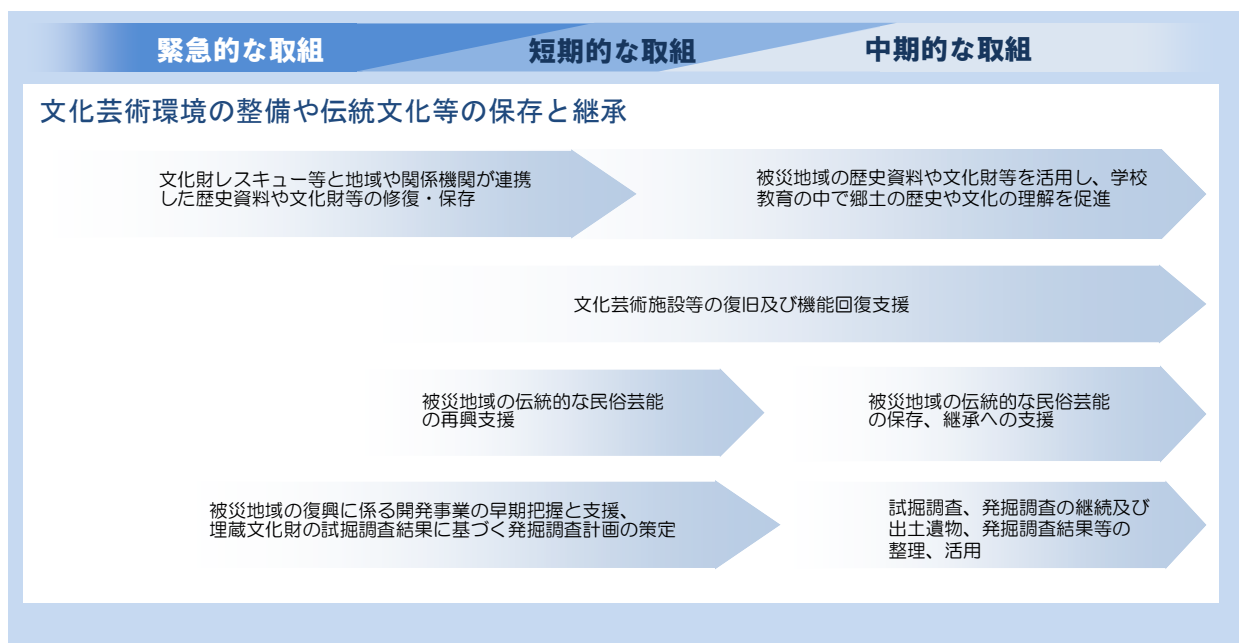 緊急的な取組
短期的な取組
中期的な取組
文化芸術環境の整備や伝統文化等の保存と継承
文化財レスキュー等と地域や関係機関が連携
した歴史資料や文化財等の修復・保存
被災地域の歴史資料や文化財等を活用し、学校
教育の中で郷土の歴史や文化の理解を促進
文化芸術施設等の復旧及び機能回復支援
被災地域の伝統的な民俗芸能
の再興支援
被災地域の伝統的な民俗芸能
の保存、継承への支援
被災地域の復興に係る開発事業の早期把握と支援、
埋蔵文化財の試掘調査結果に基づく発掘調査計画の策定
試掘調査、発掘調査の継続及び
出土遺物、発掘調査結果等の
整理、活用